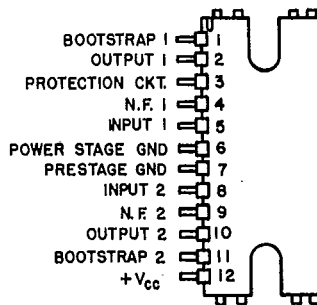 BOOTSTRAP 1 1
OUTPUT 1 2
PROTECTION CKT. 3
N.F. 1 4
INPUT 1 5
POWER STAGE GND 6
PRESTAGE GND 7
INPUT 2 8
N.F. 2 9
OUTPUT 2 10
BOOTSTRAP 2 11
+Vcc 12